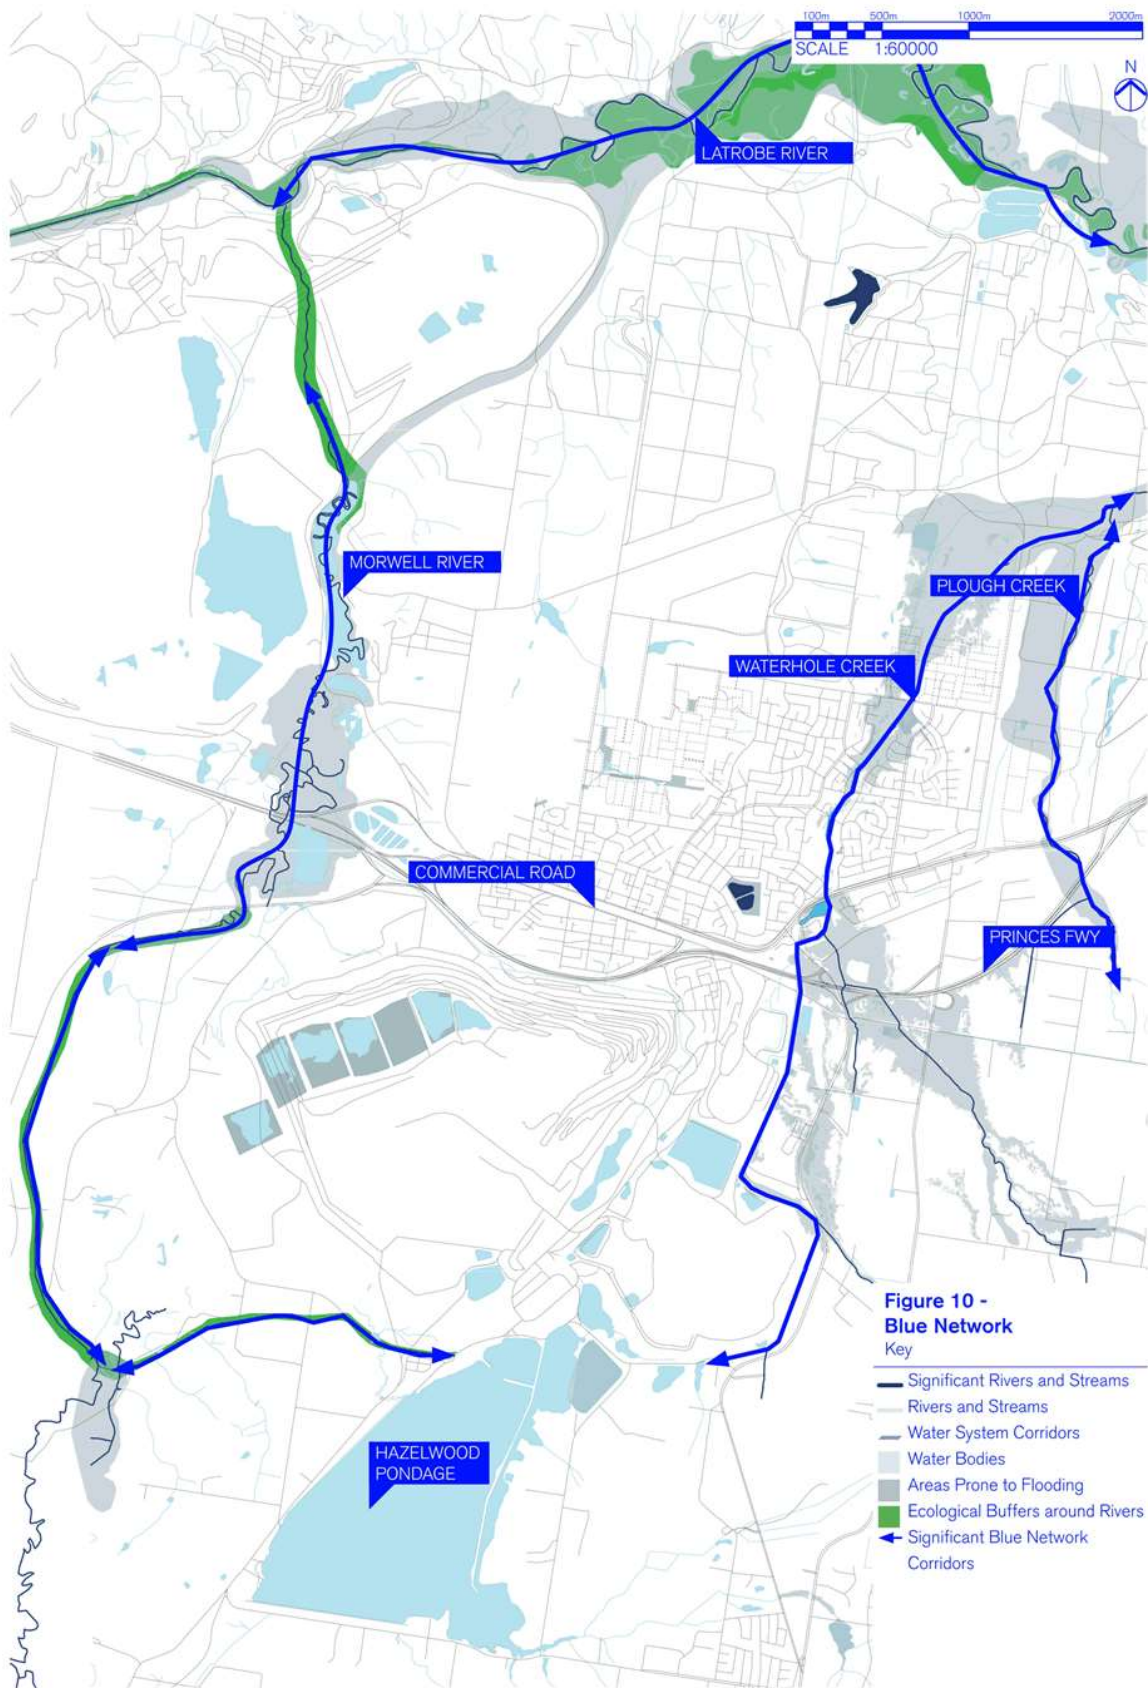 100m 500m 1000m 2000m
SCALE 1:60000
N
LATROBE RIVER
MORWELL RIVER
PLOUGH CREEK
WATERHOLE CREEK
COMMERCIAL ROAD
PRINCES FWY
HAZELWOOD
PONDAGE
Figure 10 -
Blue Network
Key
Significant Rivers and Streams
Rivers and Streams
Water System Corridors
Water Bodies
Areas Prone to Flooding
Ecological Buffers around Rivers
Significant Blue Network
Corridors